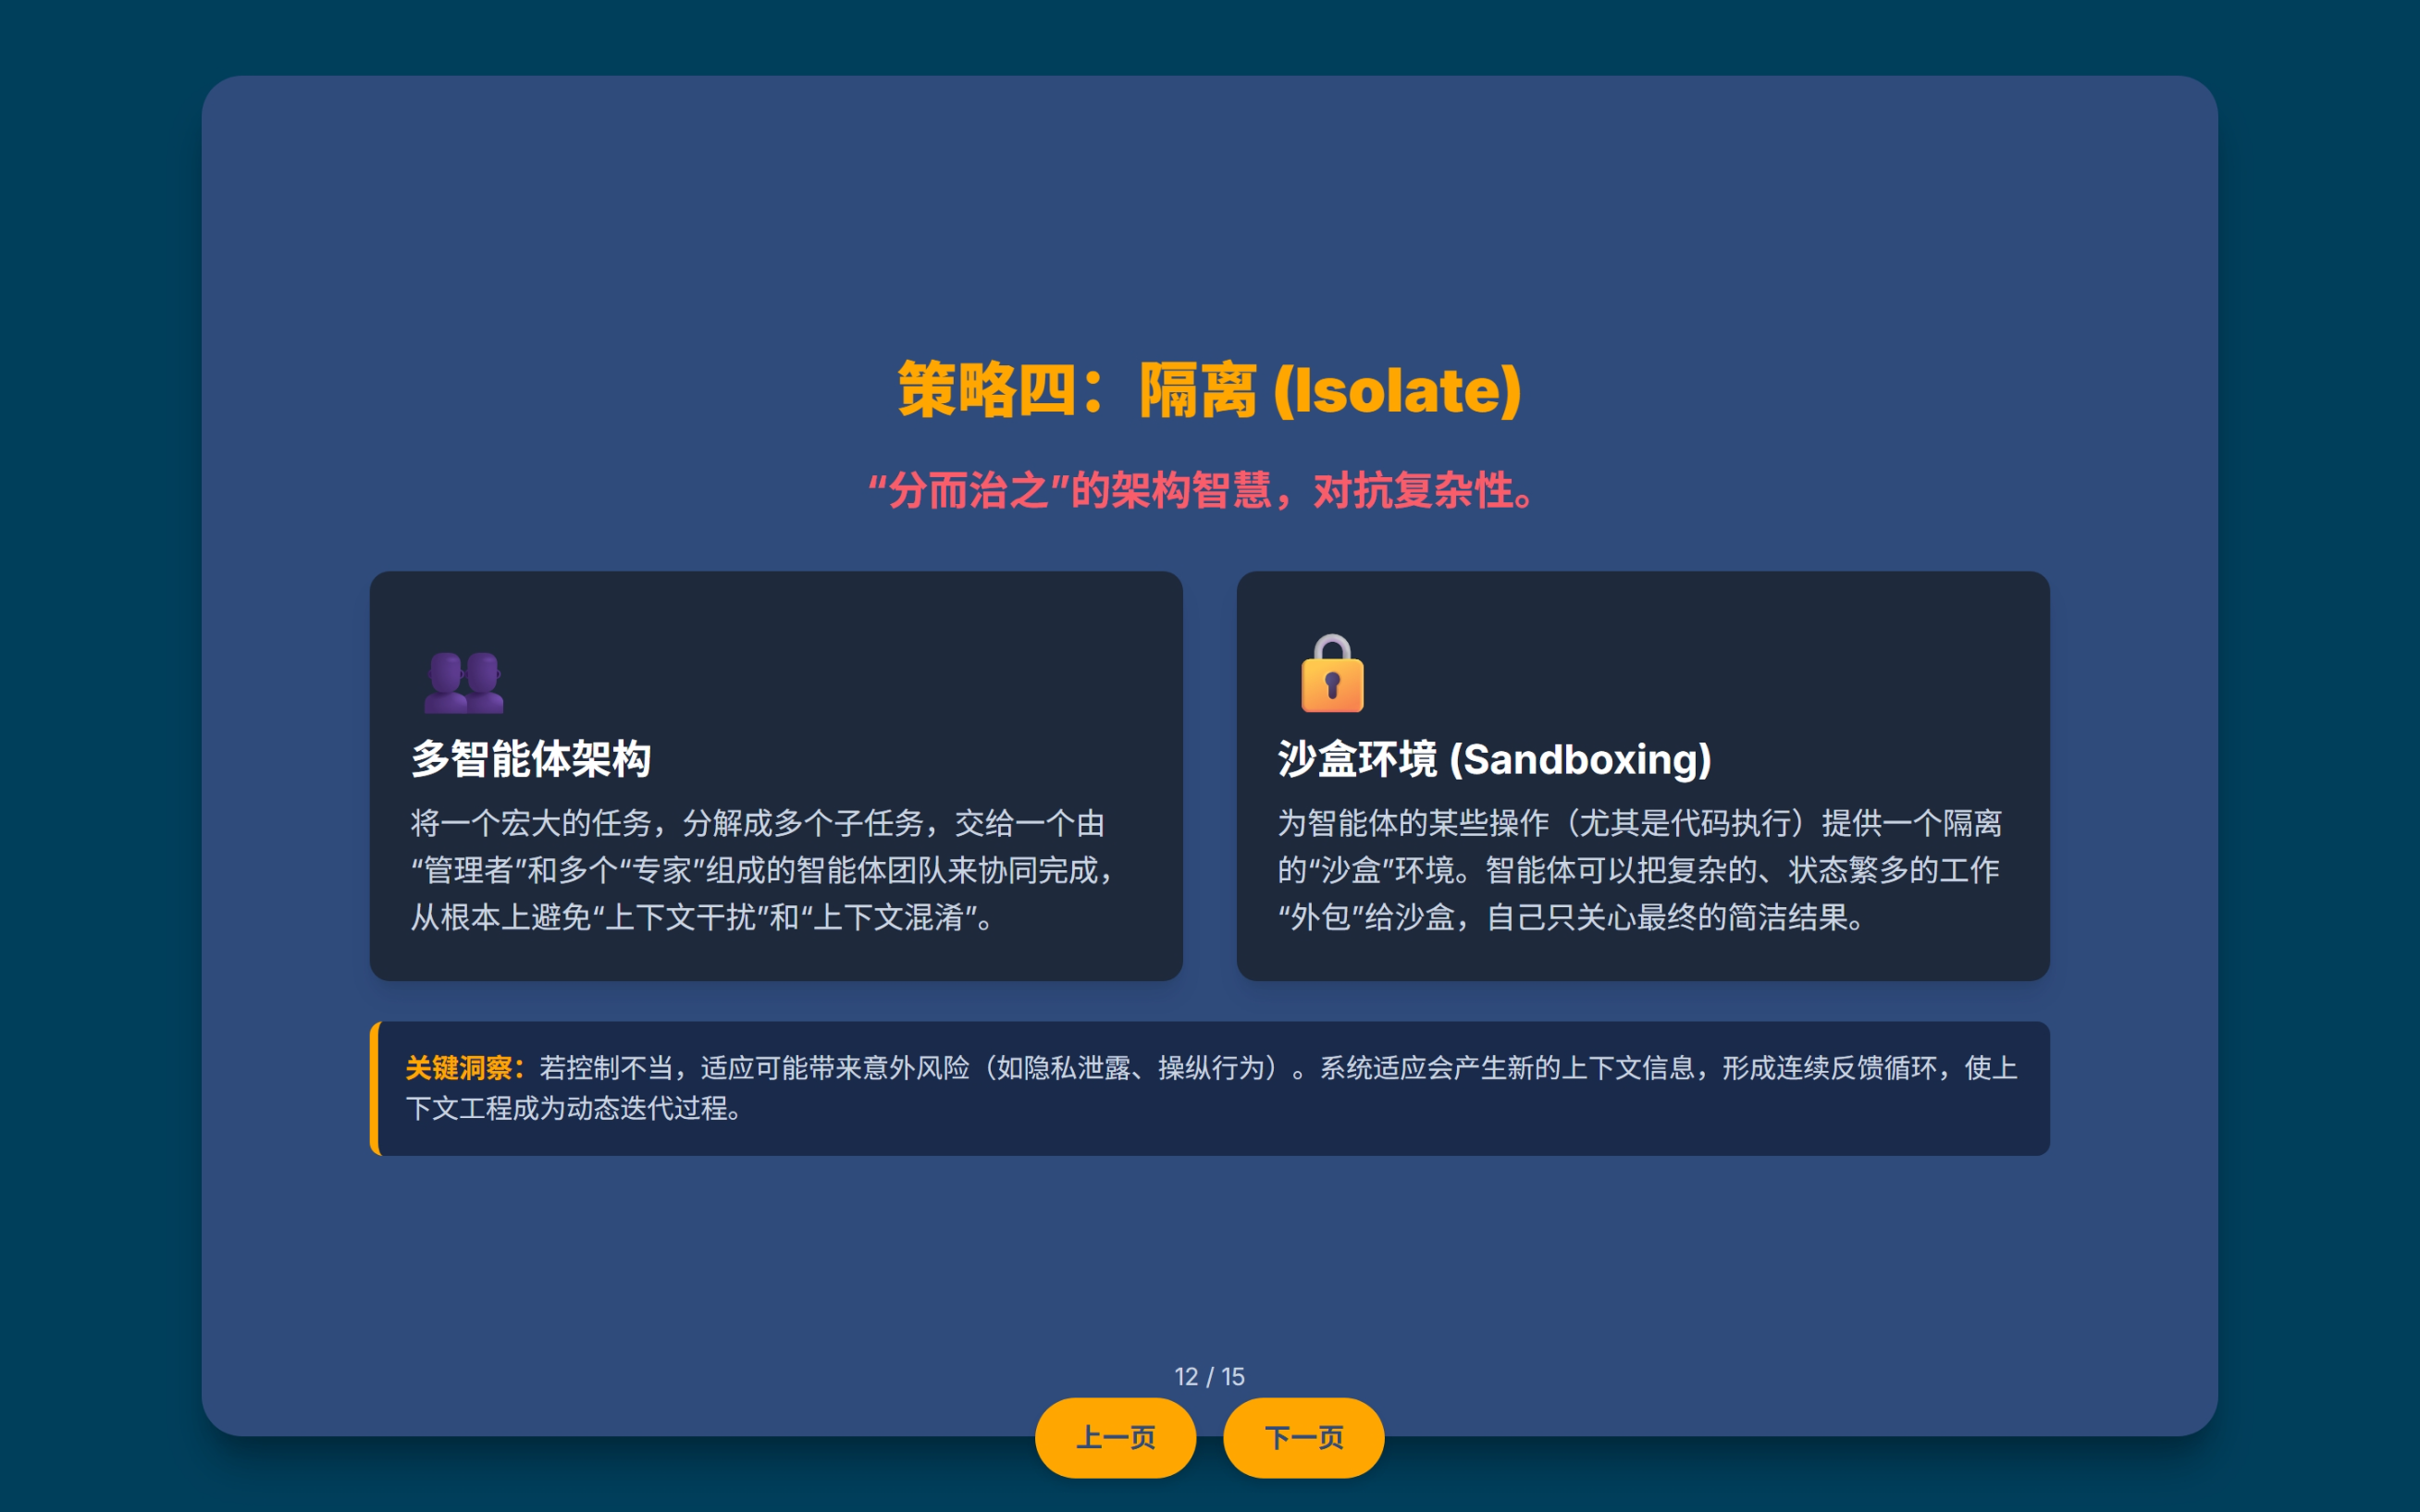 策略四：隔离 (Isolate)
“分而治之”的架构智慧，对抗复杂性。
多智能体架构
将一个宏大的任务，分解成多个子任务，交给一个由
“管理者”和多个“专家”组成的智能体团队来协同完成，
从根本上避免“上下文干扰”和“上下文混淆”。
沙盒环境 (Sandboxing)
为智能体的某些操作（尤其是代码执行）提供一个隔离
的“沙盒”环境。智能体可以把复杂的、状态繁多的工作
“外包”给沙盒，自己只关心最终的简洁结果。
关键洞察：若控制不当，适应可能带来意外风险（如隐私泄露、操纵行为）。系统适应会产生新的上下文信息，形成连续反馈循环，使上
下文工程成为动态迭代过程。
12 / 15
上一页
下一页